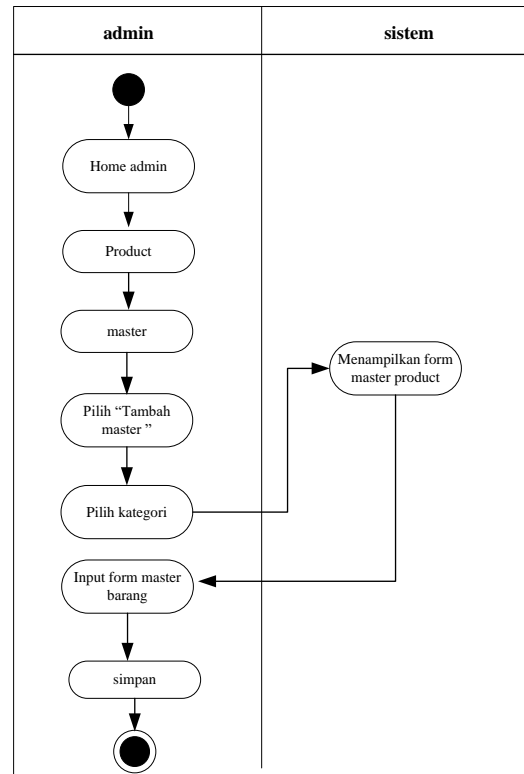 admin
sistem
Home admin
Product
master
Pilih “Tambah
master ”
Pilih kategori
Menampilkan form
master product
Input form master
barang
simpan